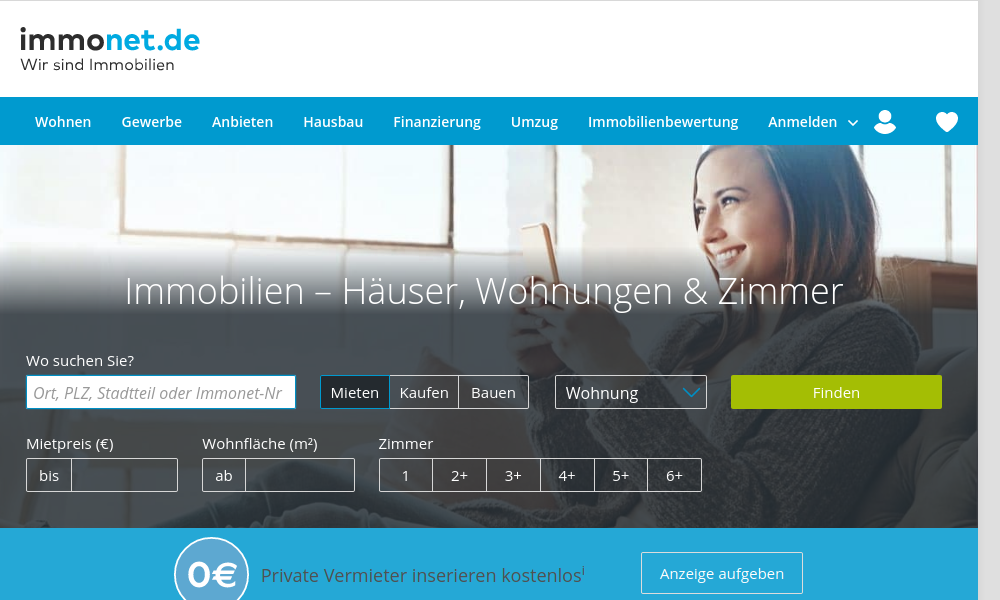 immonet.de
Wir sind Immobilien
Wohnen Gewerbe Anbieten Hausbau Finanzierung Umzug Immobilienbewertung Anmelden
Immobilien – Häuser, Wohnungen & Zimmer
Wo suchen Sie?
Ort, PLZ, Stadtteil oder Immonet-Nr Mieten Kaufen Bauen Wohnung Finden
Mietpreis (€) Wohnfläche (m²) Zimmer
bis ab 1 2+ 3+ 4+ 5+ 6+
0€ Private Vermieter inserieren kostenlosⁱ Anzeige aufgeben